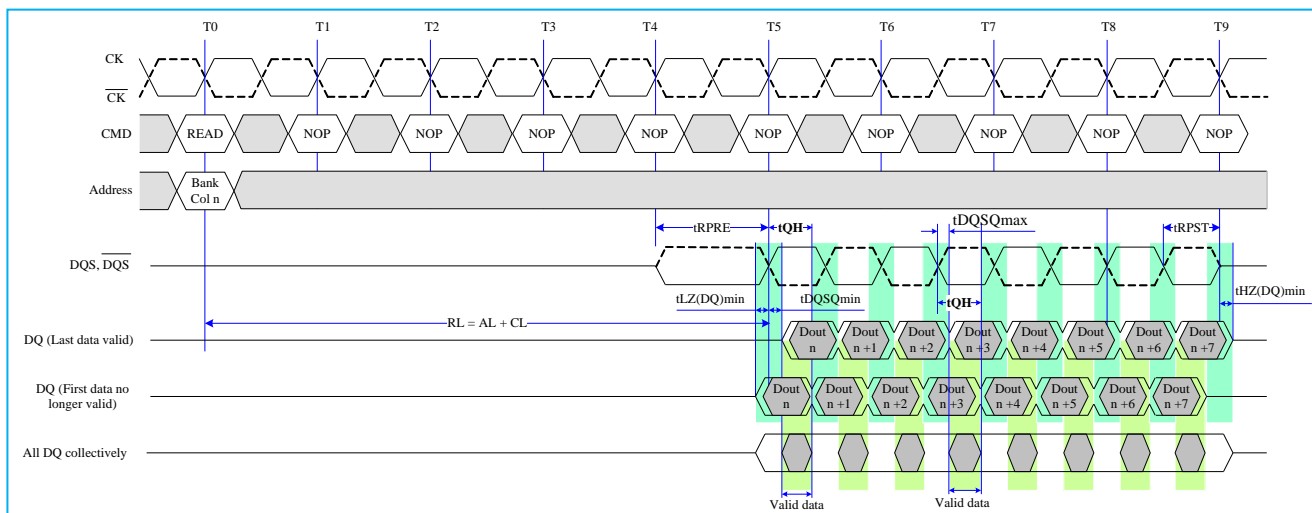 T0 T1 T2 T3 T4 T5 T6 T7 T8 T9
CK
CK
CMD READ NOP NOP NOP NOP NOP NOP NOP NOP NOP
Address
Bank
Col n
tRPRE tQH tDQSQmax tRPST
DQS, DQS
tLZ(DQ)min tDQSQmin tQH tHZ(DQ)min
RL = AL + CL
DQ (Last data valid)
Dout Dout Dout Dout Dout Dout Dout Dout
n n +1 n +2 n +3 n +4 n +5 n +6 n +7
DQ (First data no
longer valid)
Dout Dout Dout Dout Dout Dout Dout Dout
n n +1 n +2 n +3 n +4 n +5 n +6 n +7
All DQ collectively
Valid data Valid data